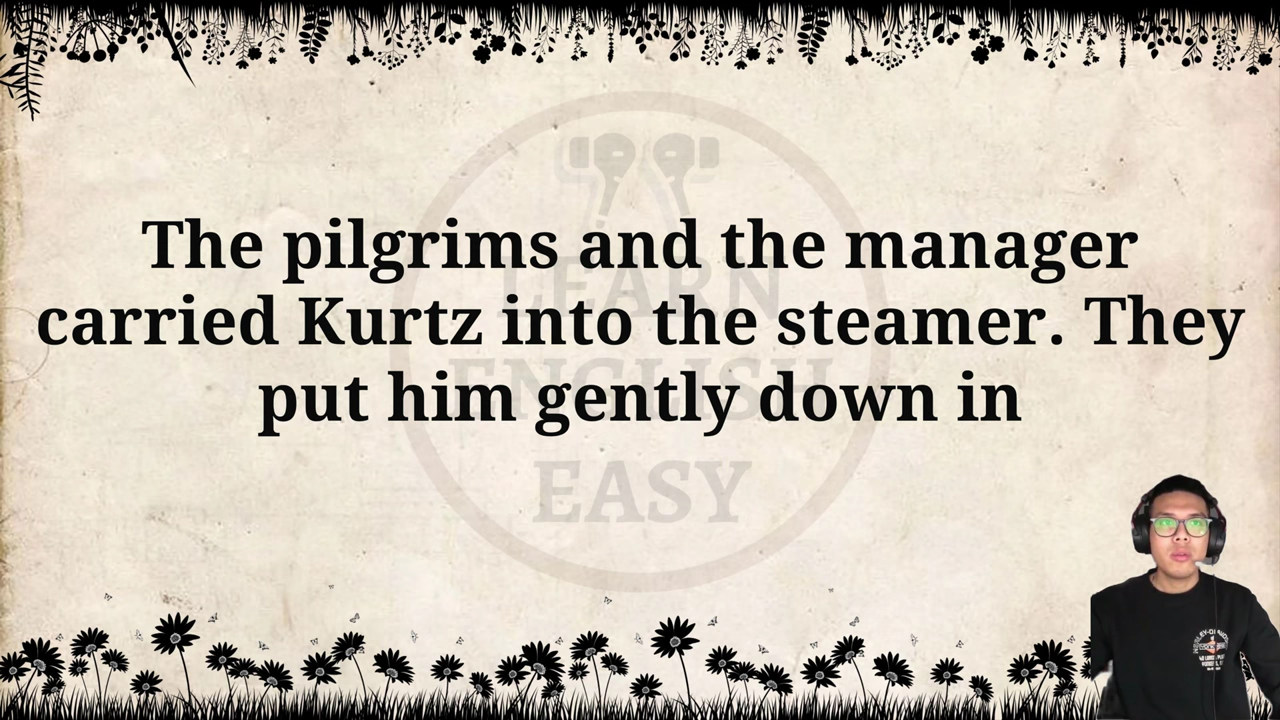 The pilgrims and the manager
carried Kurtz into the steamer. They
put him gently down in
LEARN
ENGLISH
EASY